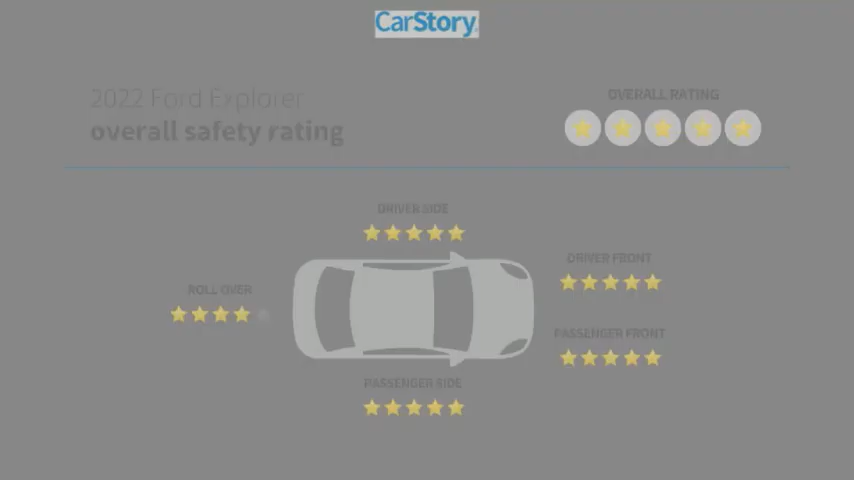 CarStory
2022 Ford Explorer
overall safety rating
OVERALL RATING
DRIVER SIDE
DRIVER FRONT
ROLL OVER
PASSENGER FRONT
PASSENGER SIDE